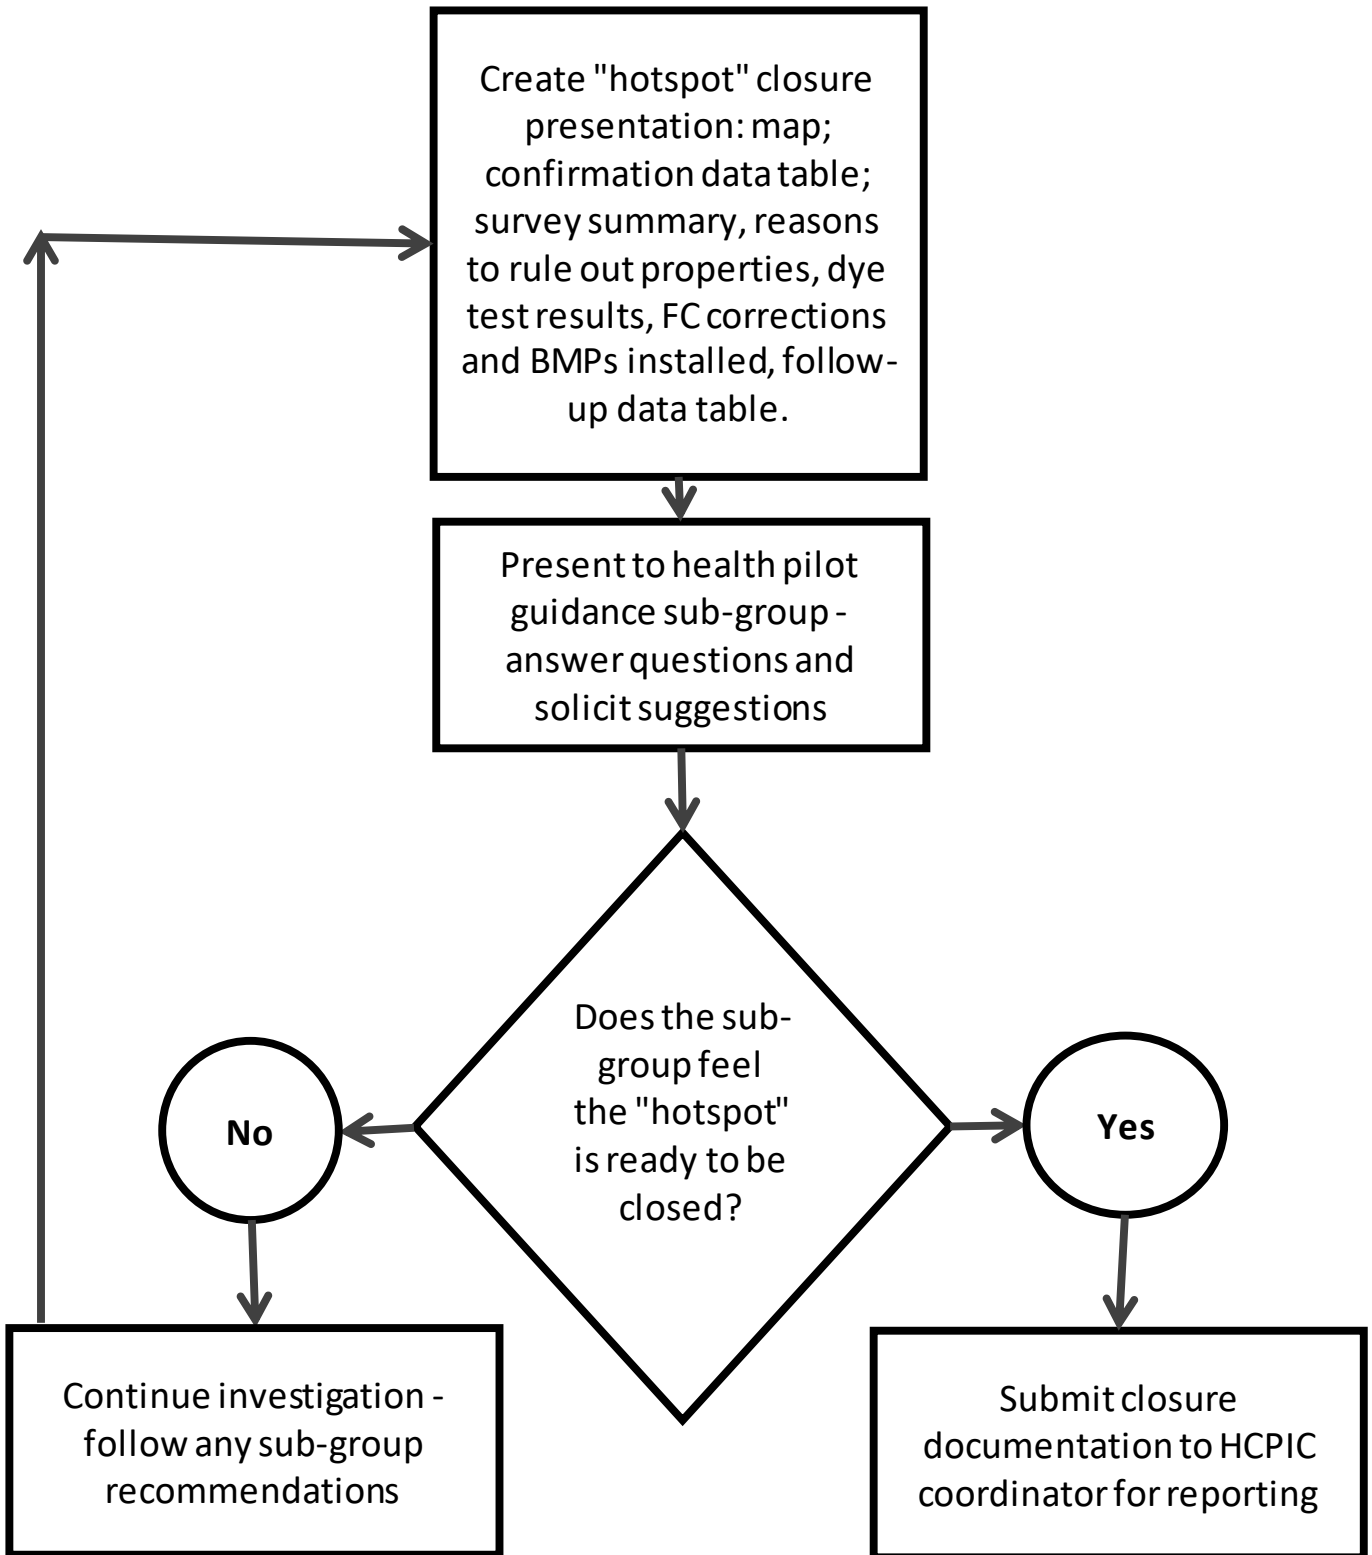 Create "hotspot" closure
presentation: map;
confirmation data table;
survey summary, reasons
to rule out properties, dye
test results, FC corrections
and BMPs installed, follow-
up data table.
Present to health pilot
guidance sub-group -
answer questions and
solicit suggestions
Does the sub-
group feel
the "hotspot"
is ready to be
closed?
No
Yes
Continue investigation -
follow any sub-group
recommendations
Submit closure
documentation to HCPIC
coordinator for reporting